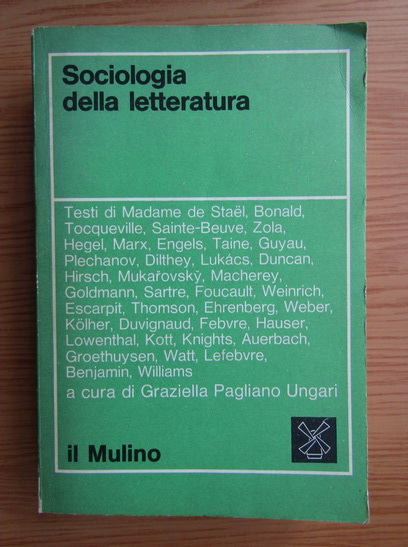 Sociologia
della letteratura
Testi di Madame de Staël, Bonald,
Tocqueville, Sainte-Beuve, Zola,
Hegel, Marx, Engels, Taine, Guyau,
Plechanov, Dilthey, Lukács, Duncan,
Hirsch, Mukařovský, Macherey,
Goldmann, Sartre, Foucault, Weinrich,
Escarpit, Thomson, Ehrenberg, Weber,
Kölher, Duvignaud, Febvre, Hauser,
Lowenthal, Kott, Knights, Auerbach,
Groethuysen, Watt, Lefebvre,
Benjamin, Williams
a cura di Graziella Pagliano Ungari
il Mulino